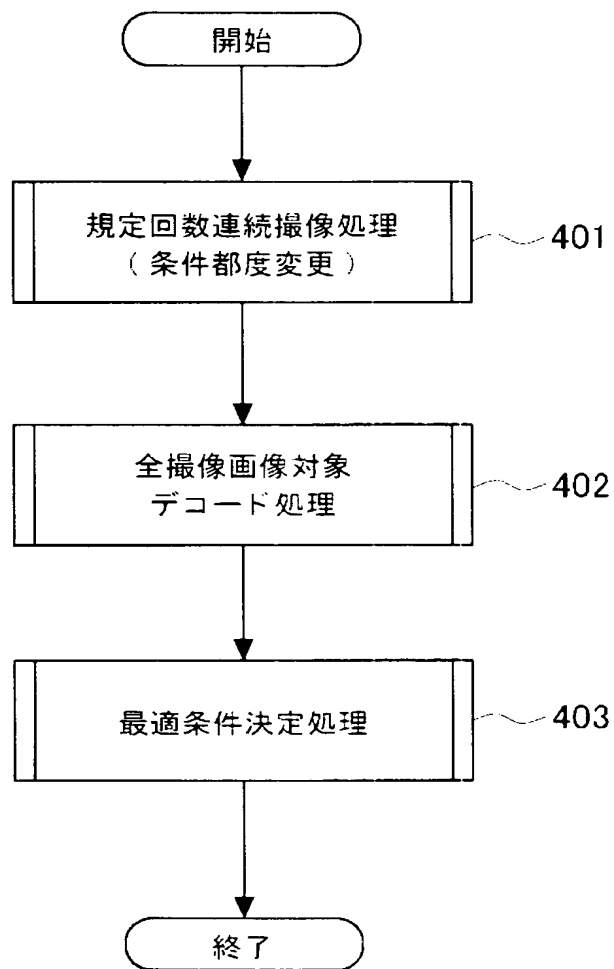 開始
規定回数連続撮像処理
(条件都度変更)
401
全撮像画像対象
デコード処理
402
最適条件決定処理
403
終了